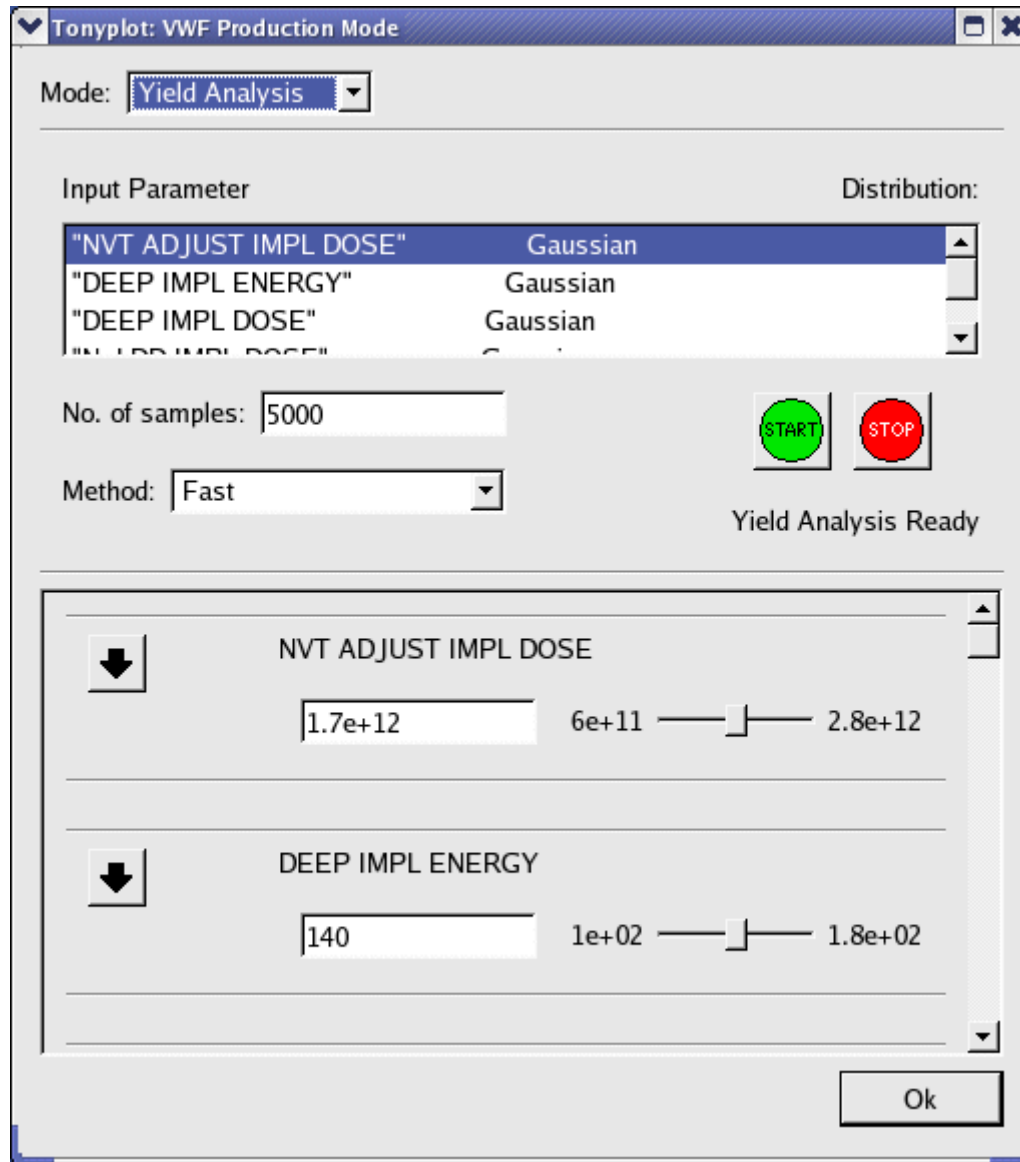 Tonyplot: VWF Production Mode
Mode: Yield Analysis
Input Parameter Distribution:
"NVT ADJUST IMPL DOSE" Gaussian
"DEEP IMPL ENERGY" Gaussian
"DEEP IMPL DOSE" Gaussian
No. of samples: 5000
START STOP
Method: Fast
Yield Analysis Ready
NVT ADJUST IMPL DOSE
1.7e+12 6e+11 2.8e+12
DEEP IMPL ENERGY
140 1e+02 1.8e+02
Ok